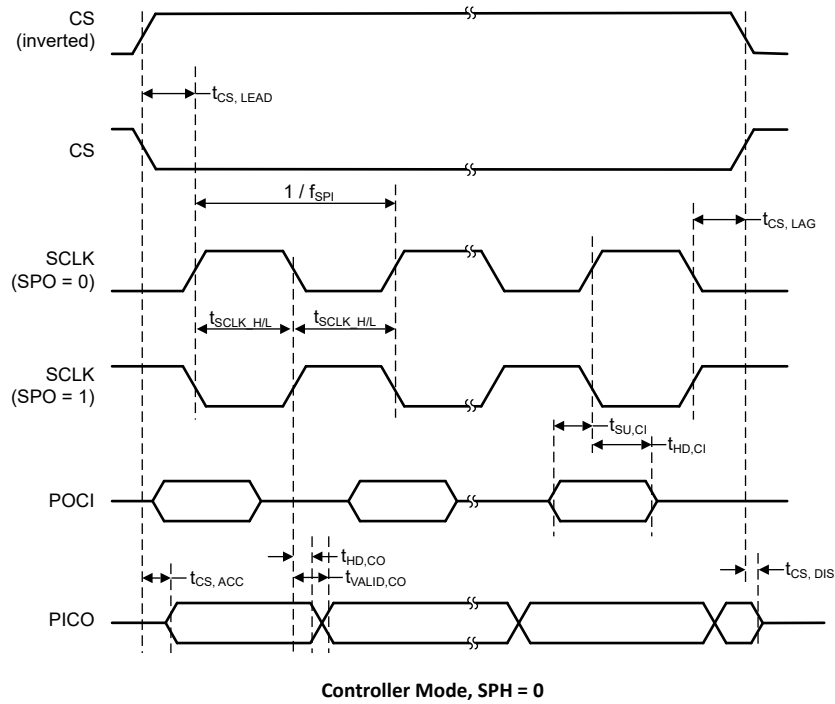 CS
(inverted)
tCS, LEAD
CS
1 / fSPI
tCS, LAG
SCLK
(SPO = 0)
tSCLK_H/L
tSCLK_H/L
SCLK
(SPO = 1)
tSU,CI
tHD,CI
POCI
tHD,CO
tCS, ACC
tVALID,CO
tCS, DIS
PICO
Controller Mode, SPH = 0